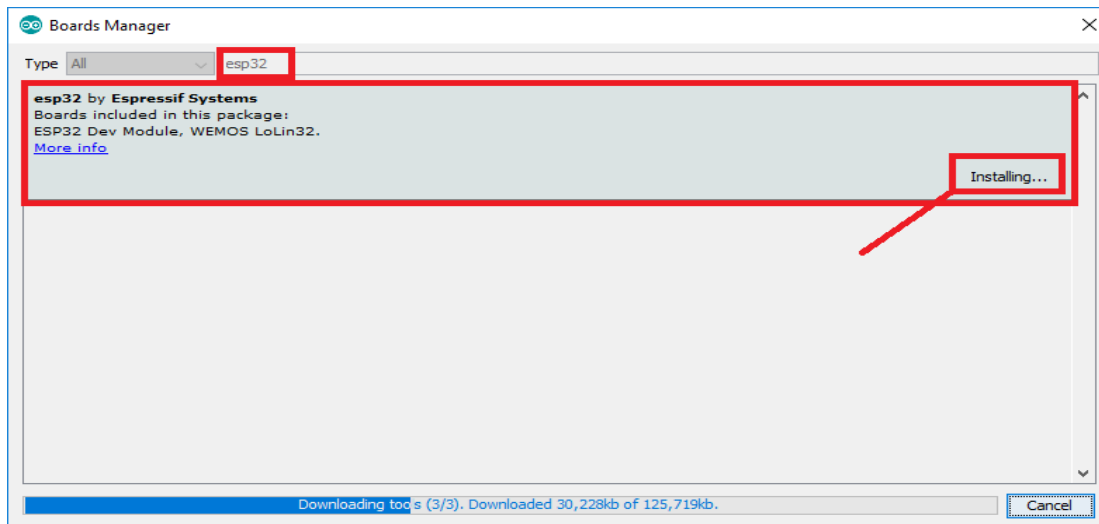 Boards Manager
Type All esp32
esp32 by Espressif Systems
Boards included in this package:
ESP32 Dev Module, WEMOS LoLin32.
More info
Installing...
Downloading tools (3/3). Downloaded 30,228kb of 125,719kb.
Cancel